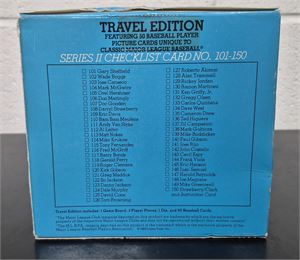 TRAVEL EDITION
FEATURING 50 BASEBALL PLAYER
PICTURE CARDS UNIQUE TO
CLASSIC MAJOR LEAGUE BASEBALL®
SERIES II CHECKLIST CARD NO. 101-150
101 Gary Sheffield
102 Wade Boggs
103 Jose Canseco
104 Mark McGwire
105 Orel Hershiser
106 Don Mattingly
107 Doc Gooden
108 Darryl Strawberry
109 Eric Davis
110 Bam Bam Meulens
111 Andy Van Slyke
112 Al Leiter
113 Matt Nokes
114 Mike Krukow
115 Tony Fernandez
116 Fred McGriff
117 Barry Bonds
118 Gerald Perry
119 Roger Clemens
120 Kirk Gibson
121 Greg Maddux
122 Bo Jackson
123 Danny Jackson
124 Dale Murphy
125 David Cone
126 Tom Browning
127 Roberto Alomar
128 Alan Trammell
129 Rickey Jordan
130 Ramon Martinez
131 Ken Griffey, Jr.
132 Gregg Olson
133 Carlos Quintana
134 Dave West
135 Cameron Drew
136 Ted Higuera
137 Sil Campusano
138 Mark Gubicza
139 Mike Boddicker
140 Paul Gibson
141 Jose Rijo
142 John Costello
143 Cecil Espy
144 Frank Viola
145 Erik Hanson
146 Juan Samuel
147 Harold Reynolds
148 Joe Magrane
149 Mike Greenwell
150 Strawberry/Clark
Travel Edition includes: 1 Game Board, 4 Player Pieces, 1 Die, and 50 Baseball Cards.